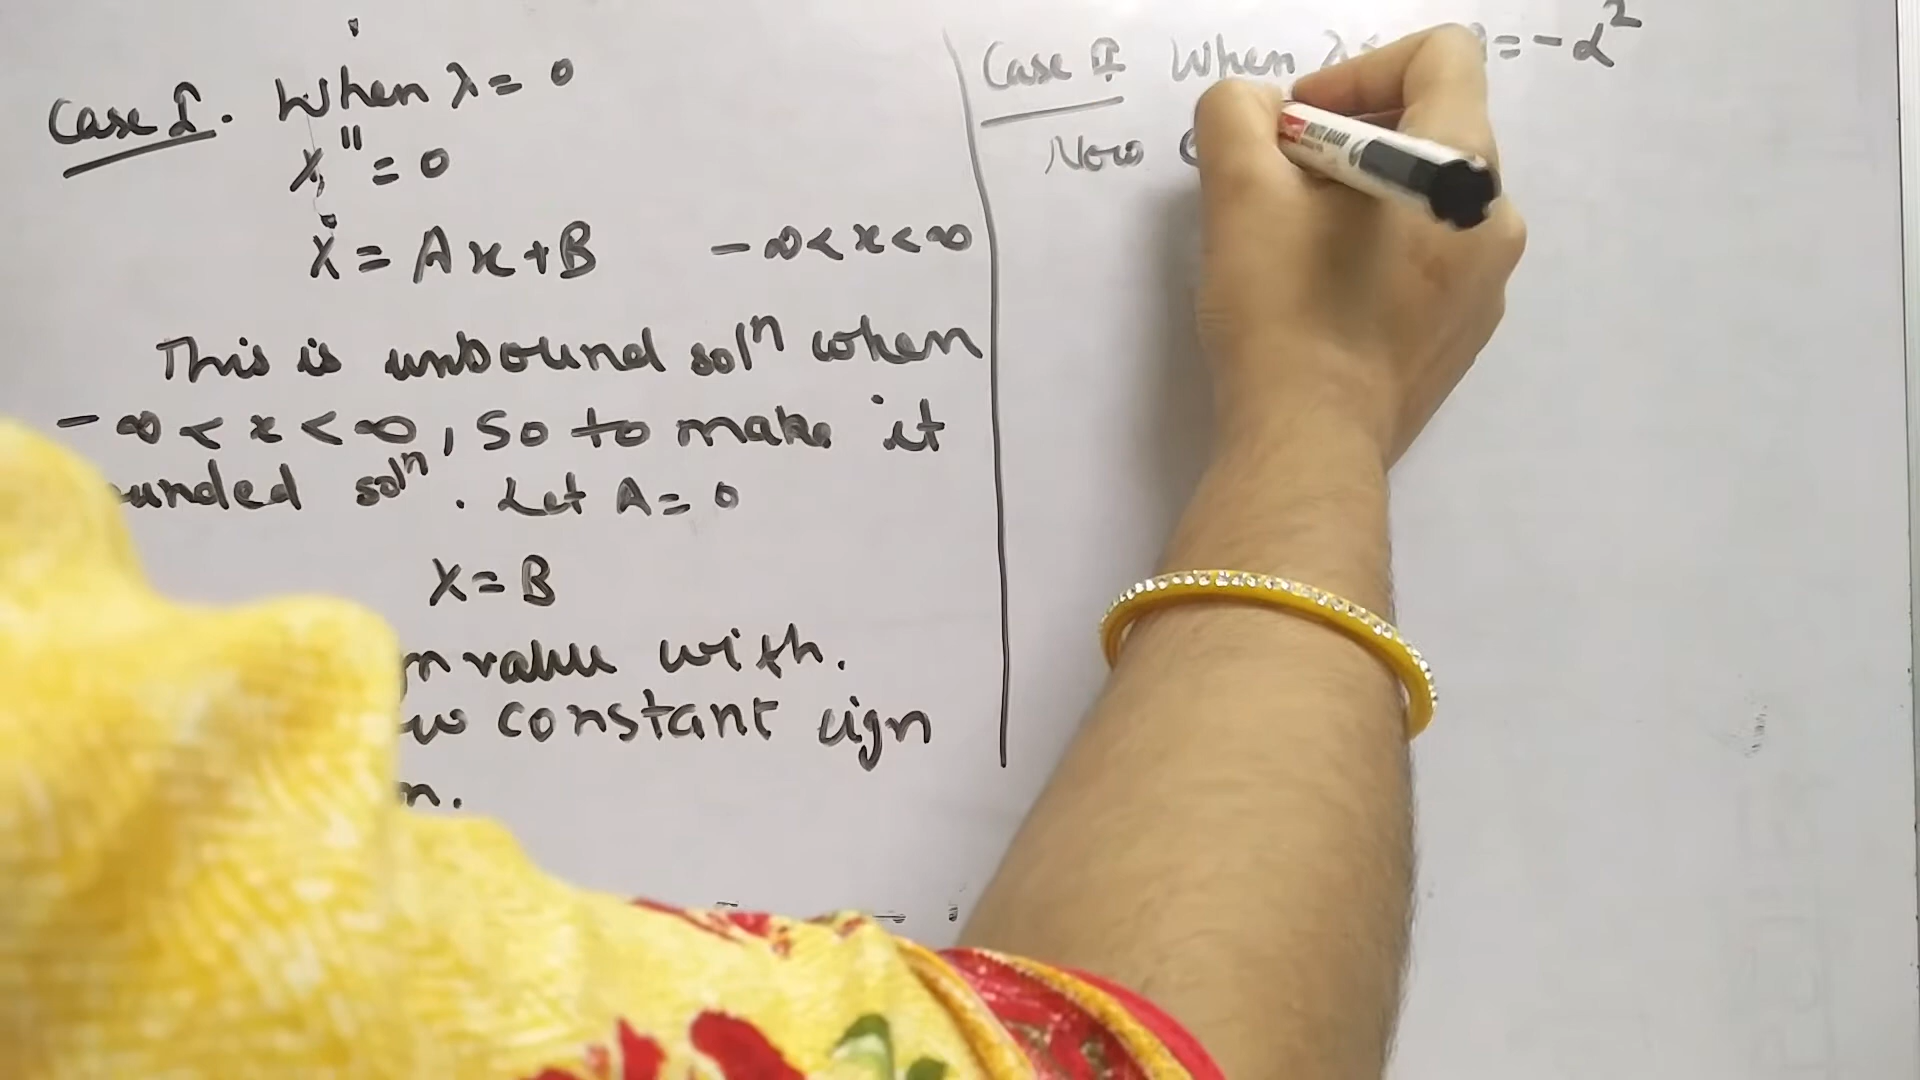 Case I. When λ = 0
X'' = 0
X = Ax+B -∞<x<∞
This is unbound solⁿ when
-∞<x<∞, So to make it
unded solⁿ. Let A = 0
X = B
n value with.
w constant eign
n.
Case II When λ = -α²
Now